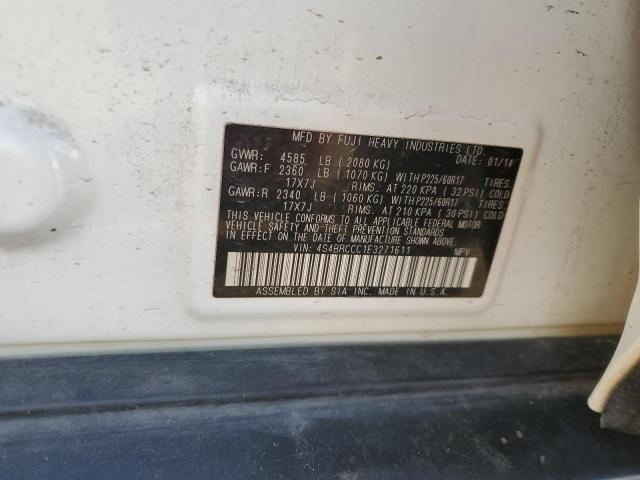 MFD BY FUJI HEAVY INDUSTRIES LTD.
GVWR: 4585 LB (2080 KG) DATE: 01/14
GAWR:F 2360 LB (1070 KG) WITH P225/60R17 TIRES.
17X7J RIMS. AT 220 KPA (32 PSI) COLD
GAWR:R 2340 LB (1060 KG) WITH P225/60R17 TIRES.
17X7J RIMS. AT 210 KPA (30 PSI) COLD
THIS VEHICLE CONFORMS TO ALL APPLICABLE FEDERAL MOTOR
VEHICLE SAFETY AND BUMPER STANDARDS
IN EFFECT ON THE DATE OF MANUFACTURE SHOWN ABOVE.
VIN: 4S4BRCCC1E3271611 MPV
ASSEMBLED BY SIA INC. MADE IN U.S.A.